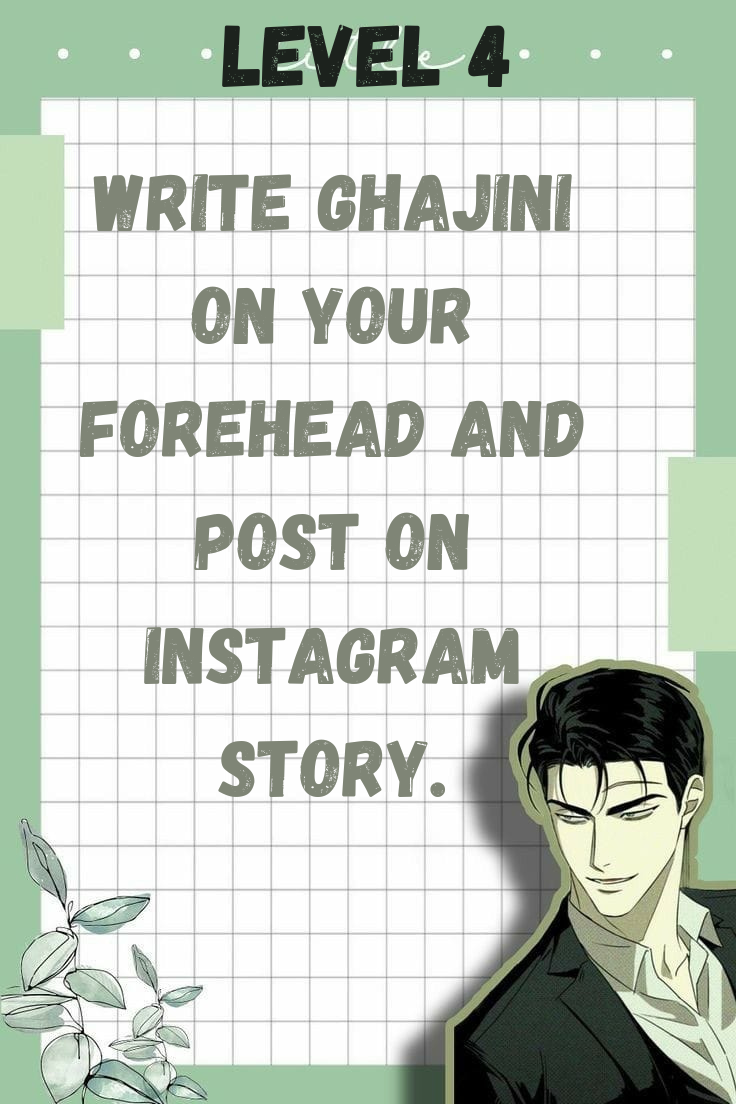 LEVEL 4
WRITE GHAJINI
ON YOUR
FOREHEAD AND
POST ON
INSTAGRAM
STORY.